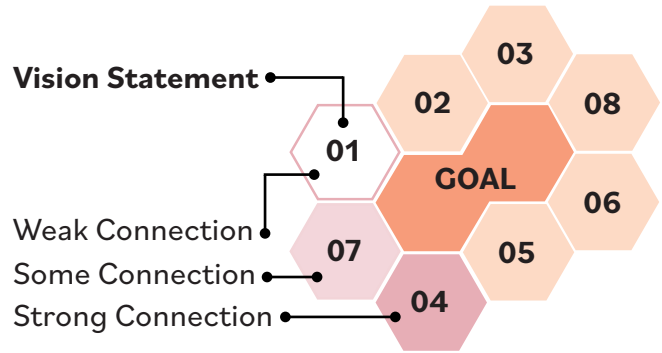 03
02
08
Vision Statement
01
GOAL
06
Weak Connection
07
05
Some Connection
04
Strong Connection